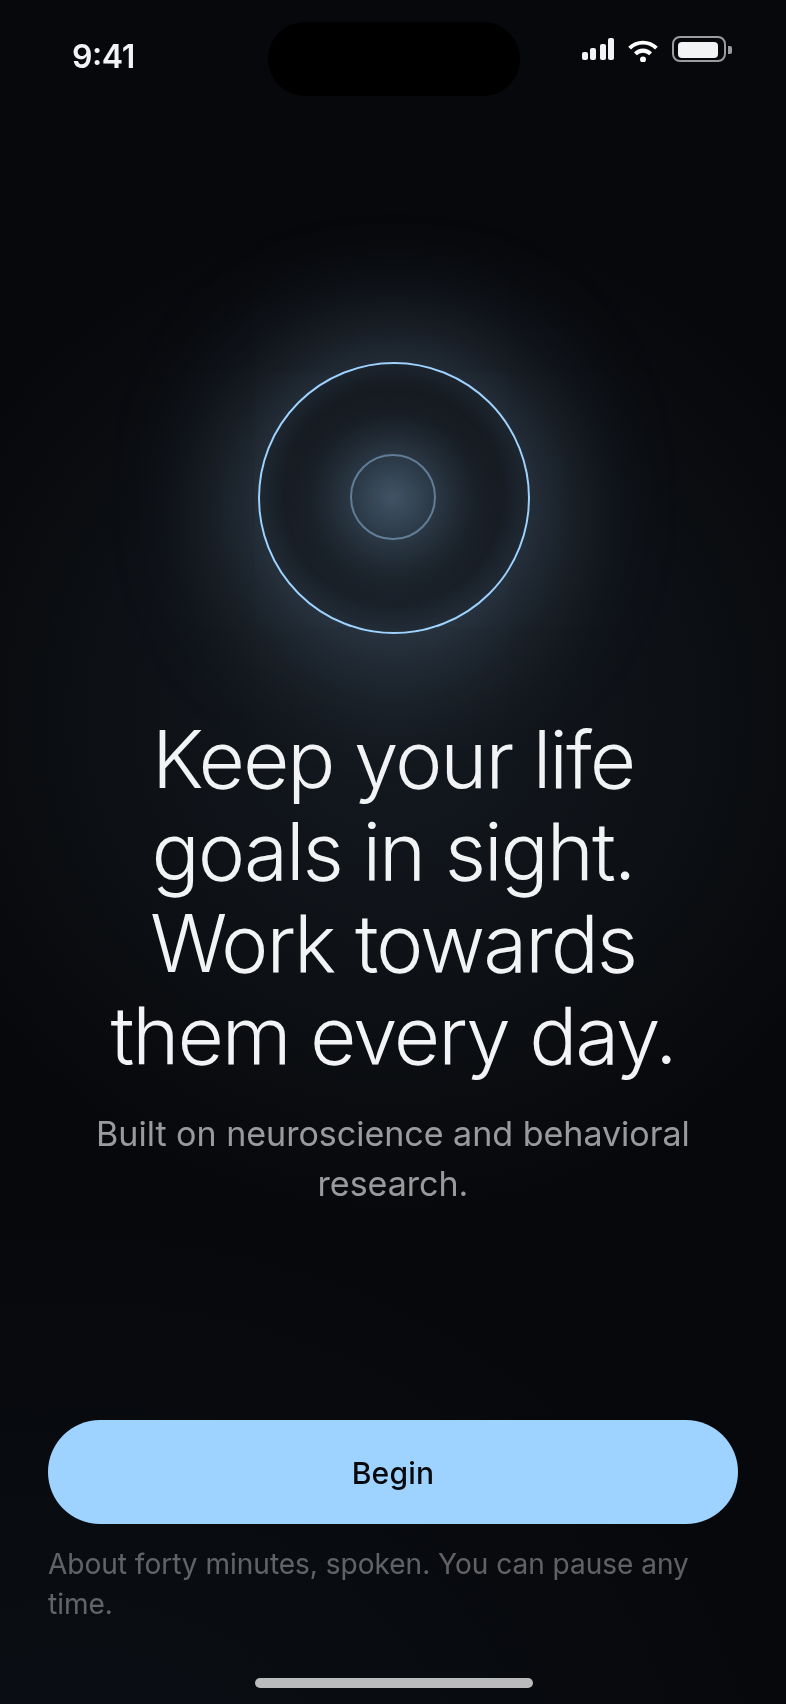 9:41
Keep your life
goals in sight.
Work towards
them every day.
Built on neuroscience and behavioral
research.
Begin
About forty minutes, spoken. You can pause any
time.